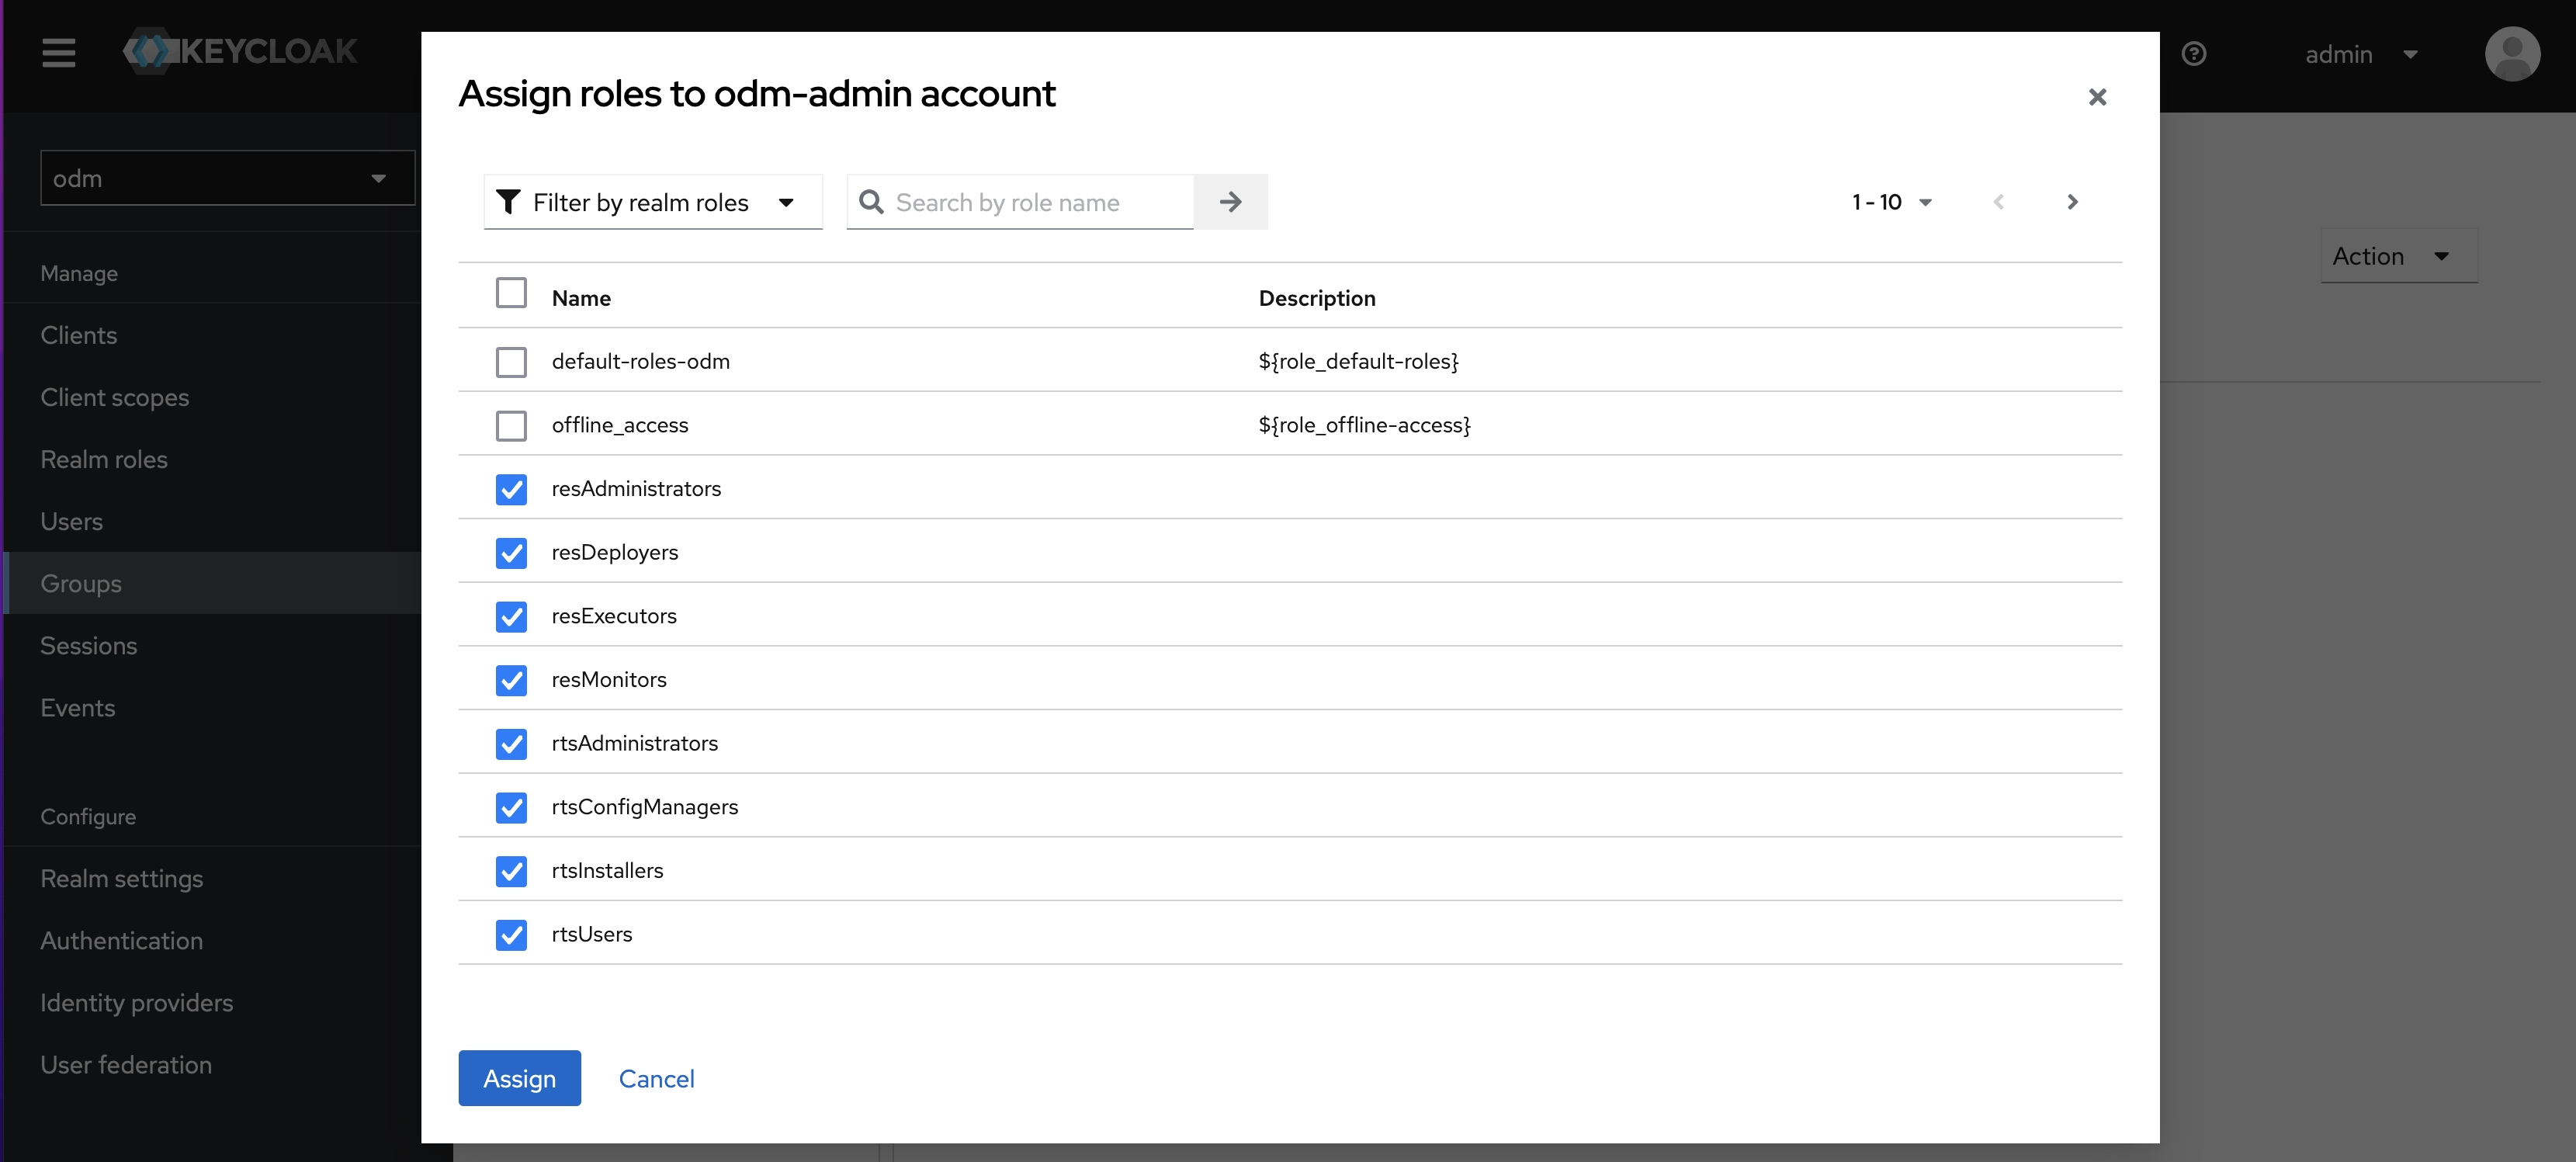 KEYCLOAK
admin
odm
Manage
Clients
Client scopes
Realm roles
Users
Groups
Sessions
Events
Configure
Realm settings
Authentication
Identity providers
User federation
Action
Assign roles to odm-admin account
Filter by realm roles
Search by role name
1 - 10
Name Description
default-roles-odm ${role_default-roles}
offline_access ${role_offline-access}
resAdministrators
resDeployers
resExecutors
resMonitors
rtsAdministrators
rtsConfigManagers
rtsInstallers
rtsUsers
Assign Cancel